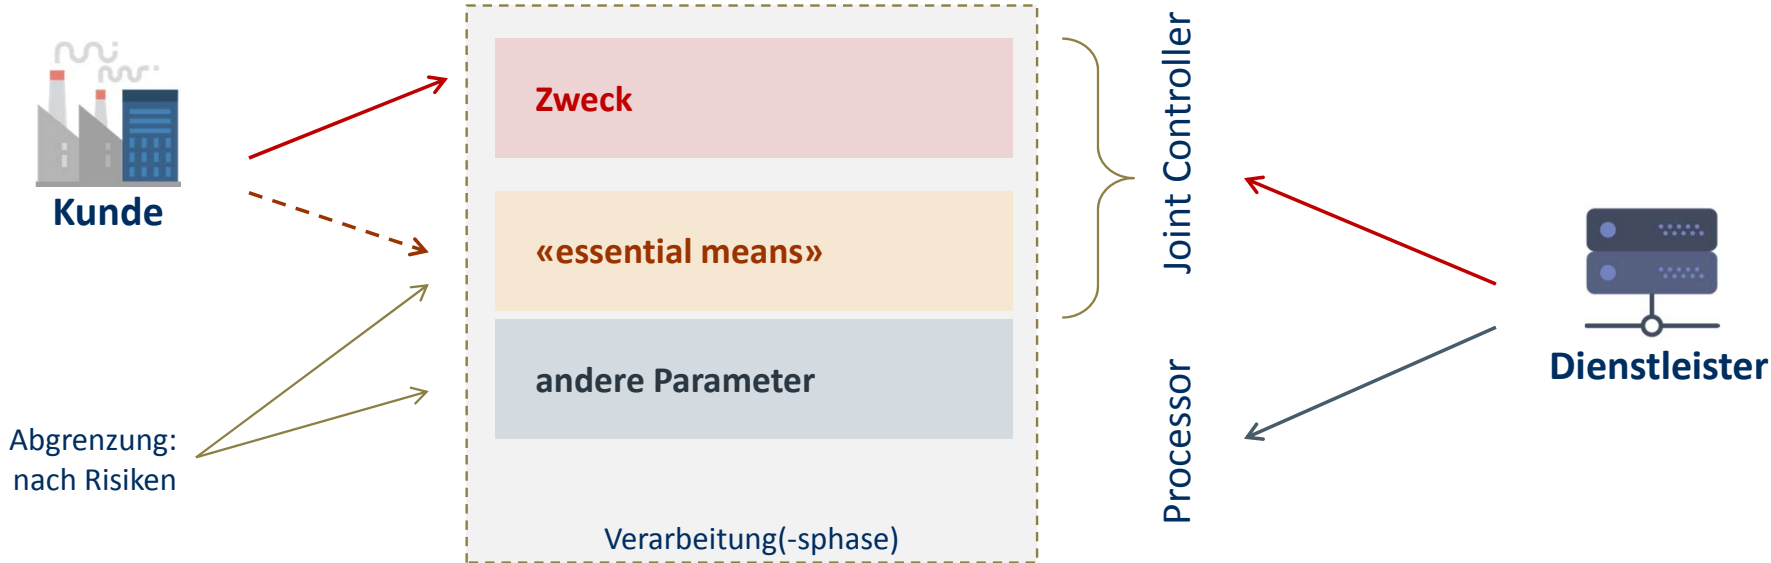 Kunde
Abgrenzung:
nach Risiken
Zweck
«essential means»
andere Parameter
Verarbeitung(-sphase)
Joint Controller
Processor
Dienstleister